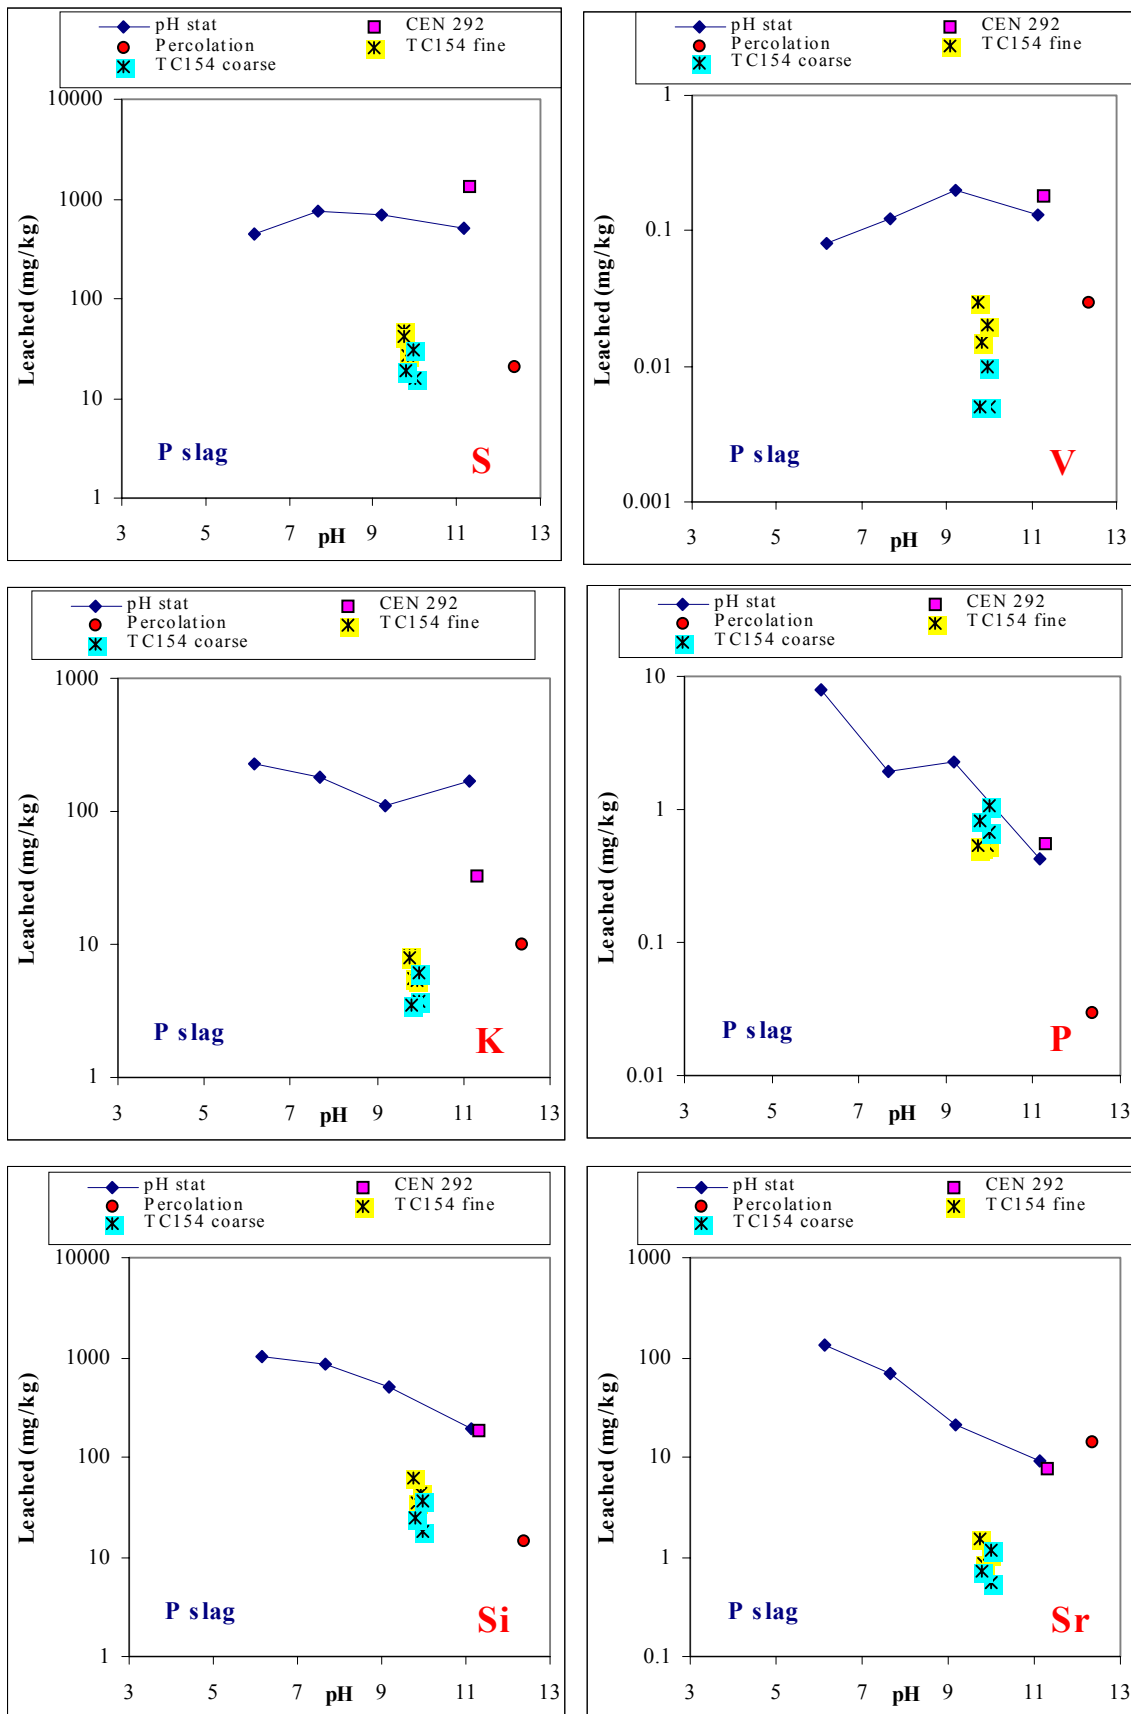 pH stat CEN 292
Percolation TC154 fine
TC154 coarse
10000
1000
100
10
1
Leached (mg/kg)
P slag S
3 5 7 pH 9 11 13
pH stat CEN 292
Percolation TC154 fine
TC154 coarse
1
0.1
0.01
0.001
Leached (mg/kg)
P slag V
3 5 7 pH 9 11 13
pH stat CEN 292
Percolation TC154 fine
TC154 coarse
1000
100
10
1
Leached (mg/kg)
P slag K
3 5 7 pH 9 11 13
pH stat CEN 292
Percolation TC154 fine
TC154 coarse
10
1
0.1
0.01
Leached (mg/kg)
P slag P
3 5 7 pH 9 11 13
pH stat CEN 292
Percolation TC154 fine
TC154 coarse
10000
1000
100
10
1
Leached (mg/kg)
P slag Si
3 5 7 pH 9 11 13
pH stat CEN 292
Percolation TC154 fine
TC154 coarse
1000
100
10
1
0.1
Leached (mg/kg)
P slag Sr
3 5 7 pH 9 11 13